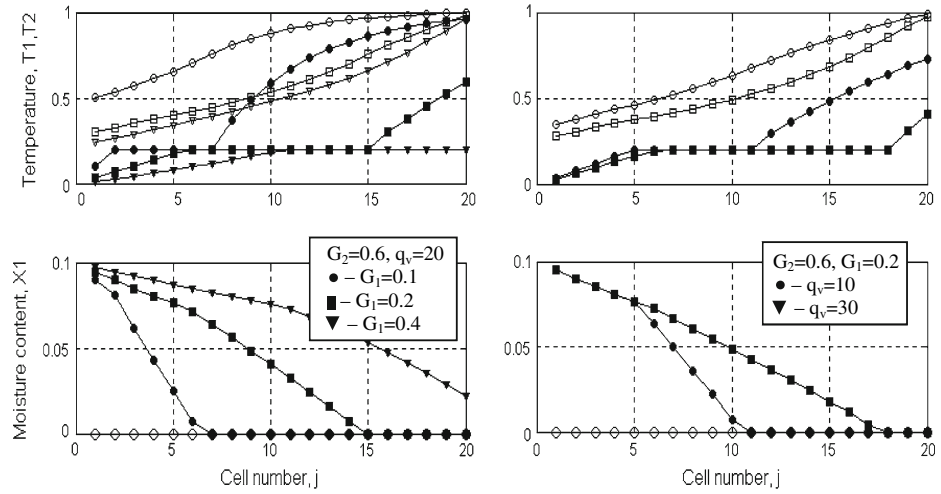 Temperature, T1,T2
1
0.5
0
0
5
10
15
20
1
0.5
0
0
5
10
15
20
Moisture content, X1
0.1
0.05
0
0
5
10
15
20
Cell number, j
G2=0.6, qv=20
– G1=0.1
– G1=0.2
– G1=0.4
0.1
0.05
0
0
5
10
15
20
Cell number, j
G2=0.6, G1=0.2
– qv=10
– qv=30